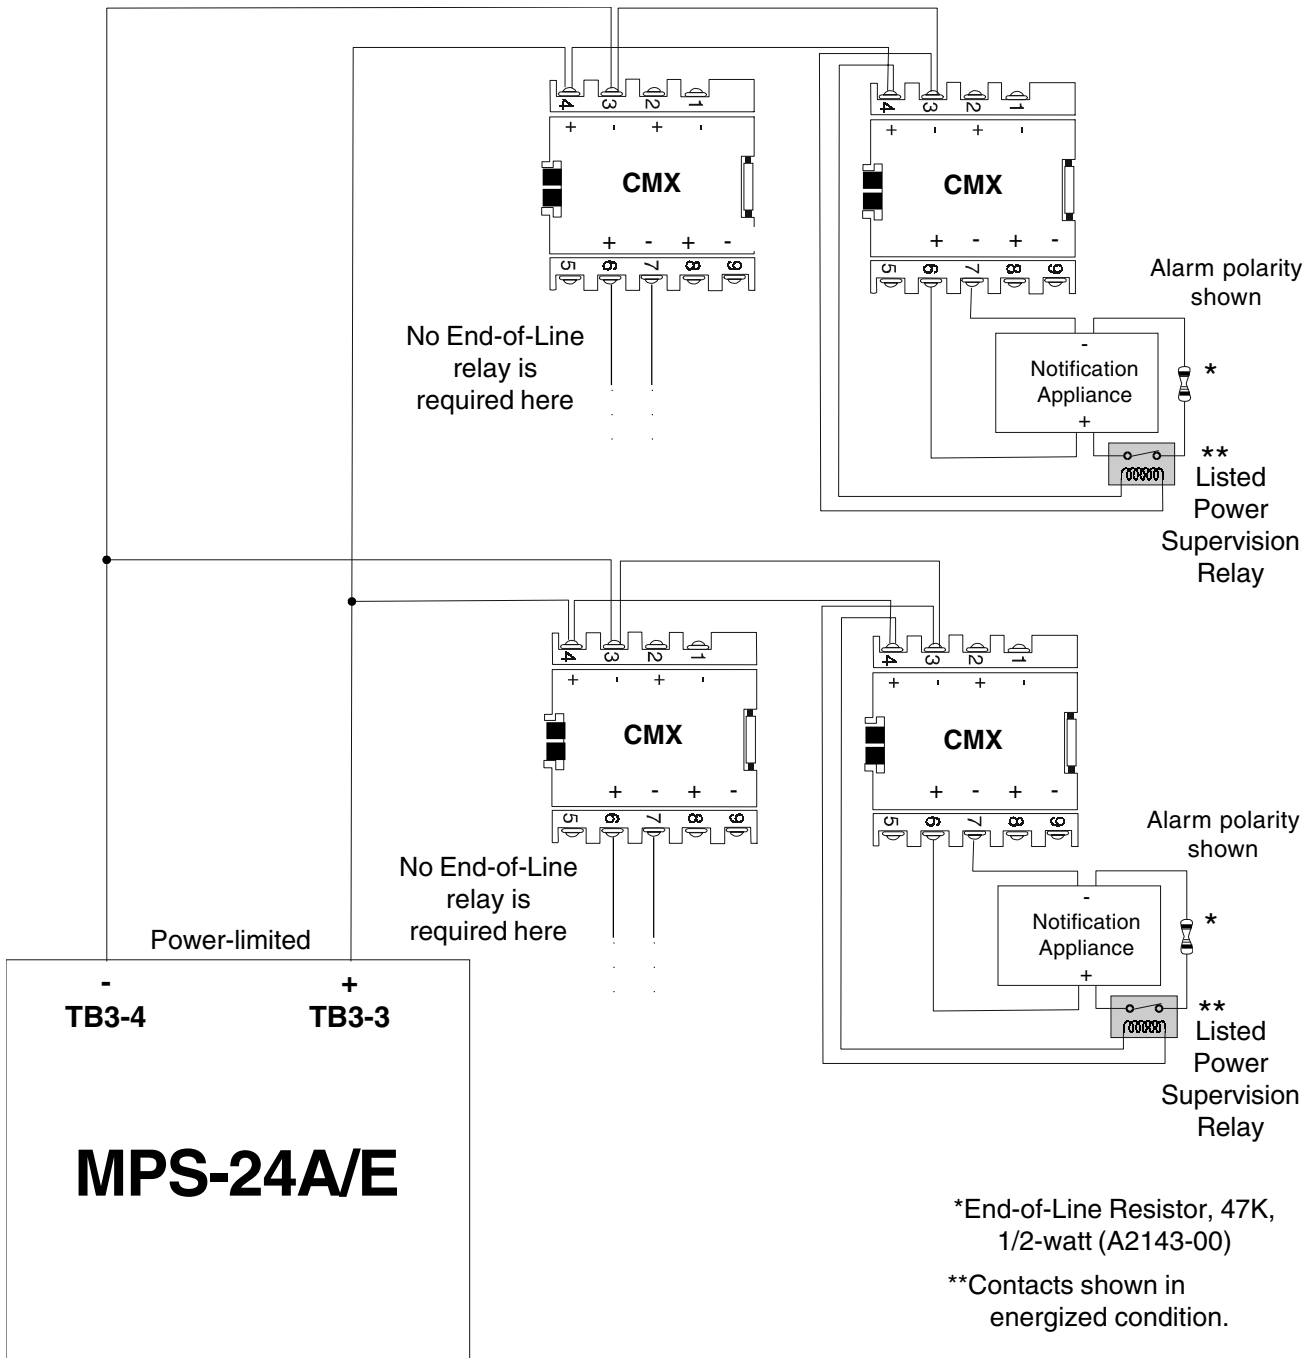 4 3 2 1
+ - + -
CMX
+ - + -
5 6 7 8 9
4 3 2 1
+ - + -
CMX
+ - + -
5 6 7 8 9
No End-of-Line
relay is
required here
Alarm polarity
shown
-
Notification
Appliance
+
*
**
Listed
Power
Supervision
Relay
4 3 2 1
+ - + -
CMX
+ - + -
5 6 7 8 9
4 3 2 1
+ - + -
CMX
+ - + -
5 6 7 8 9
No End-of-Line
relay is
required here
Alarm polarity
shown
-
Notification
Appliance
+
*
**
Listed
Power
Supervision
Relay
Power-limited
- +
TB3-4 TB3-3
MPS-24A/E
*End-of-Line Resistor, 47K,
1/2-watt (A2143-00)
**Contacts shown in
energized condition.